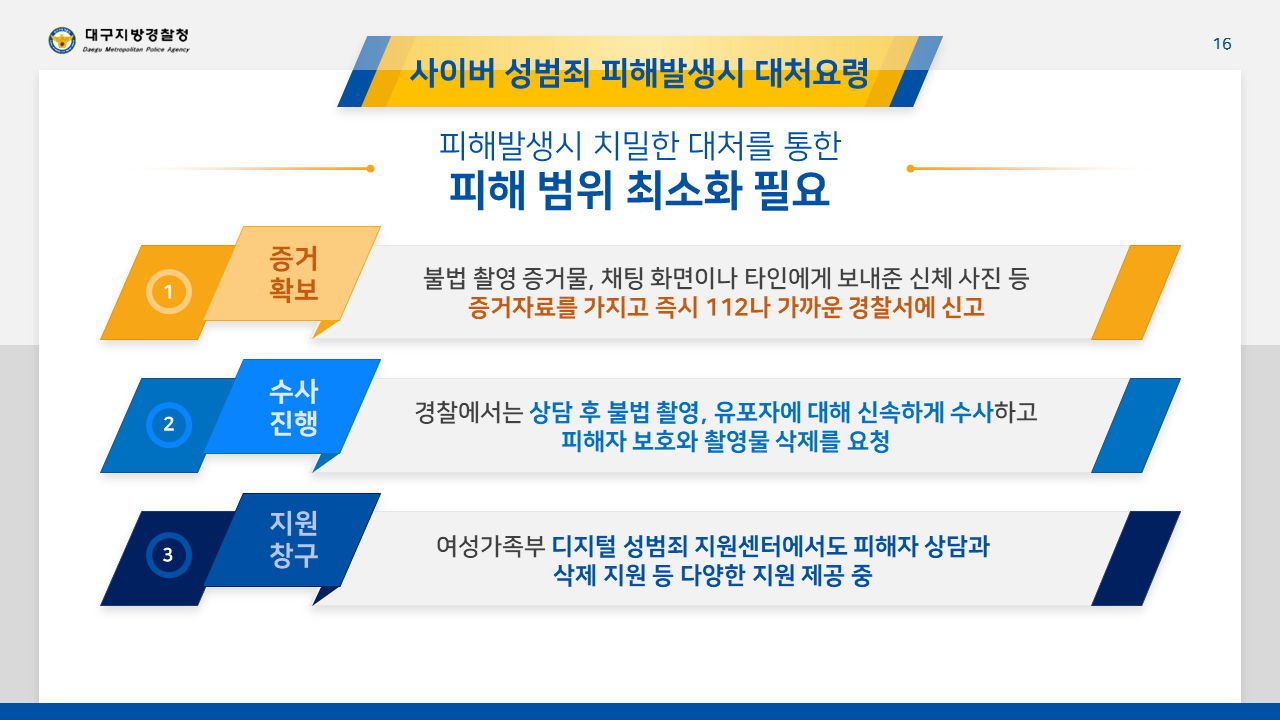 대구지방경찰청
Daegu Metropolitan Police Agency
16
사이버 성범죄 피해발생시 대처요령
피해발생시 치밀한 대처를 통한
피해 범위 최소화 필요
1
증거
확보
불법 촬영 증거물, 채팅 화면이나 타인에게 보내준 신체 사진 등
증거자료를 가지고 즉시 112나 가까운 경찰서에 신고
2
수사
진행
경찰에서는 상담 후 불법 촬영, 유포자에 대해 신속하게 수사하고
피해자 보호와 촬영물 삭제를 요청
3
지원
창구
여성가족부 디지털 성범죄 지원센터에서도 피해자 상담과
삭제 지원 등 다양한 지원 제공 중